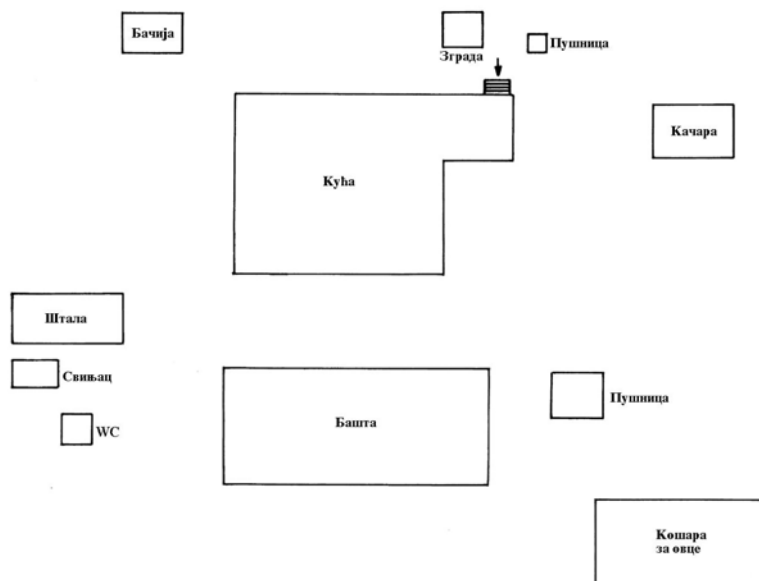 Бачија
Зграда
Пушница
Качара
Кућа
Штала
Свињац
WC
Башта
Пушница
Кошара
за овце